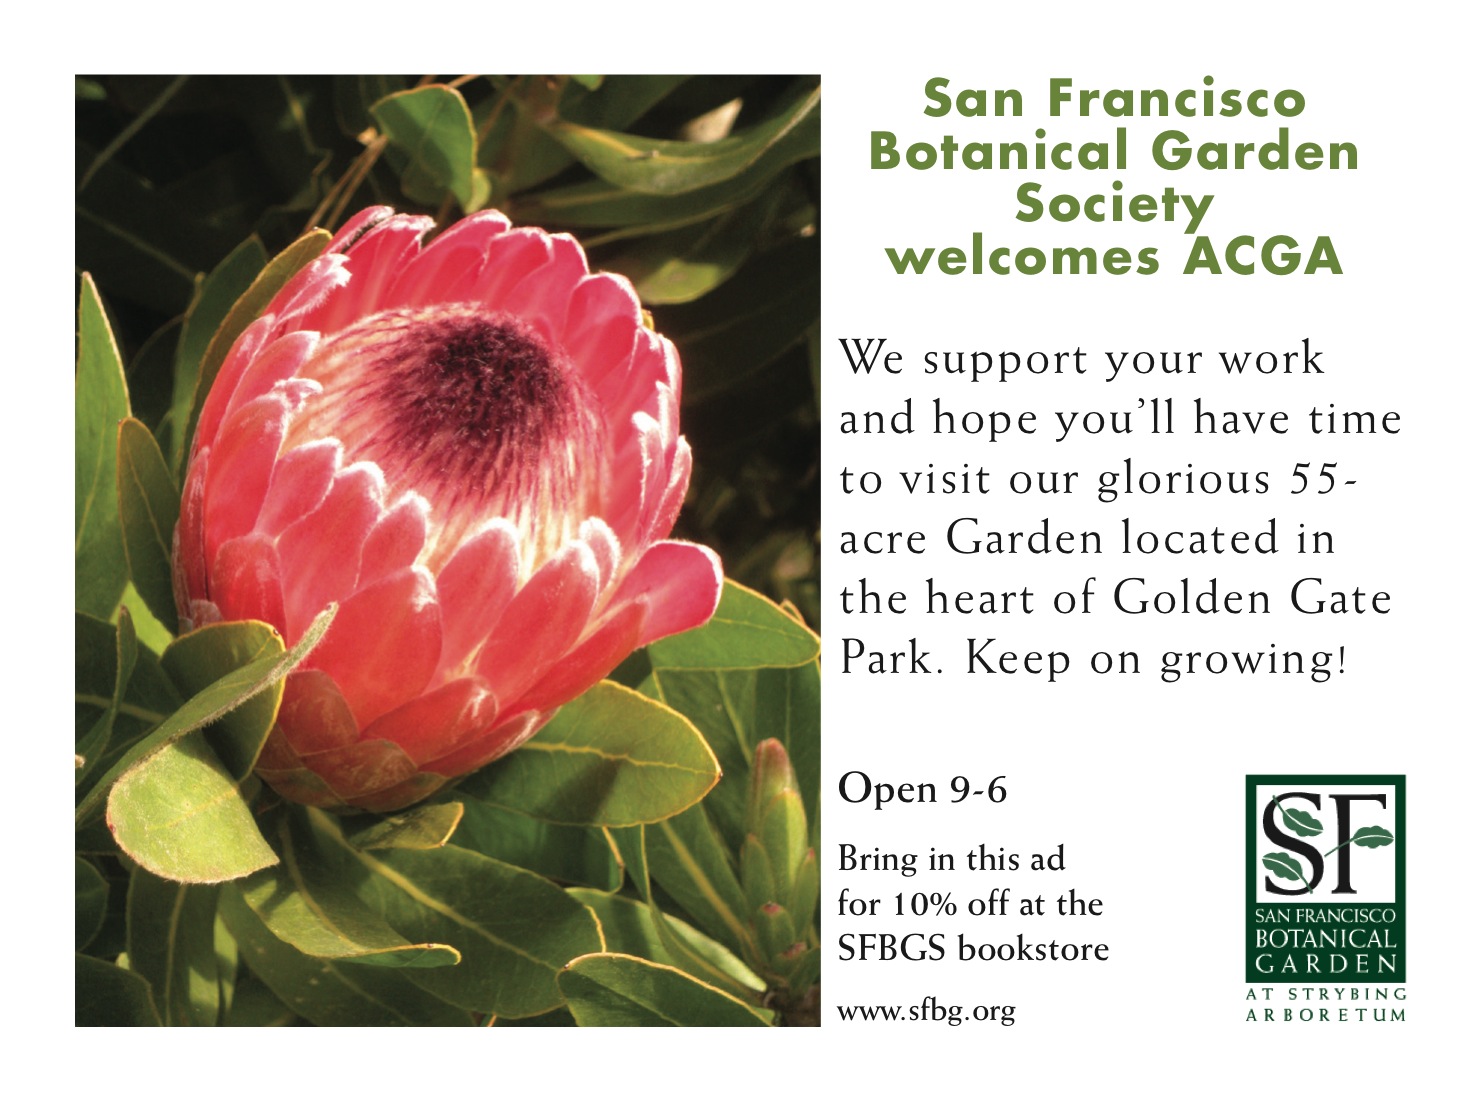 San Francisco
Botanical Garden
Society
welcomes ACGA
We support your work
and hope you’ll have time
to visit our glorious 55-
acre Garden located in
the heart of Golden Gate
Park. Keep on growing!
Open 9-6
Bring in this ad
for 10% off at the
SFBGS bookstore
www.sfbg.org
SF
SAN FRANCISCO
BOTANICAL
GARDEN
AT STRYBING
ARBORETUM